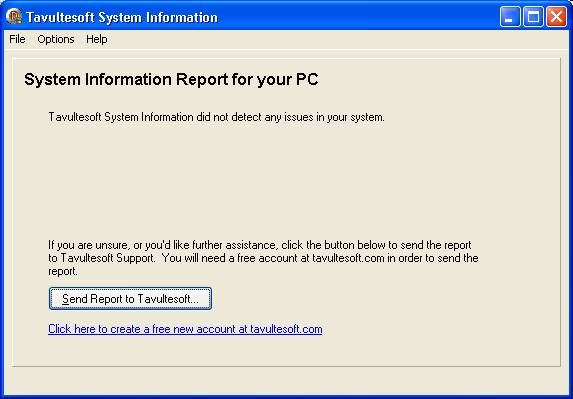 Tavultesoft System Information
File Options Help
System Information Report for your PC
Tavultesoft System Information did not detect any issues in your system.
If you are unsure, or you'd like further assistance, click the button below to send the report
to Tavultesoft Support. You will need a free account at tavultesoft.com in order to send the
report.
Send Report to Tavultesoft...
Click here to create a free new account at tavultesoft.com